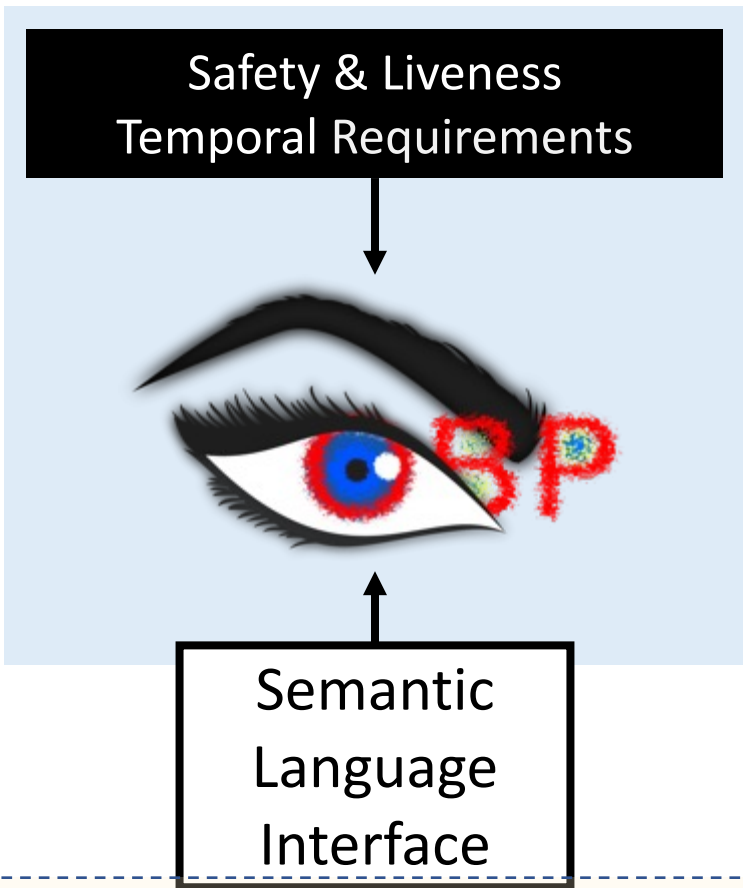 Safety & Liveness
Temporal Requirements
BP
Semantic
Language
Interface